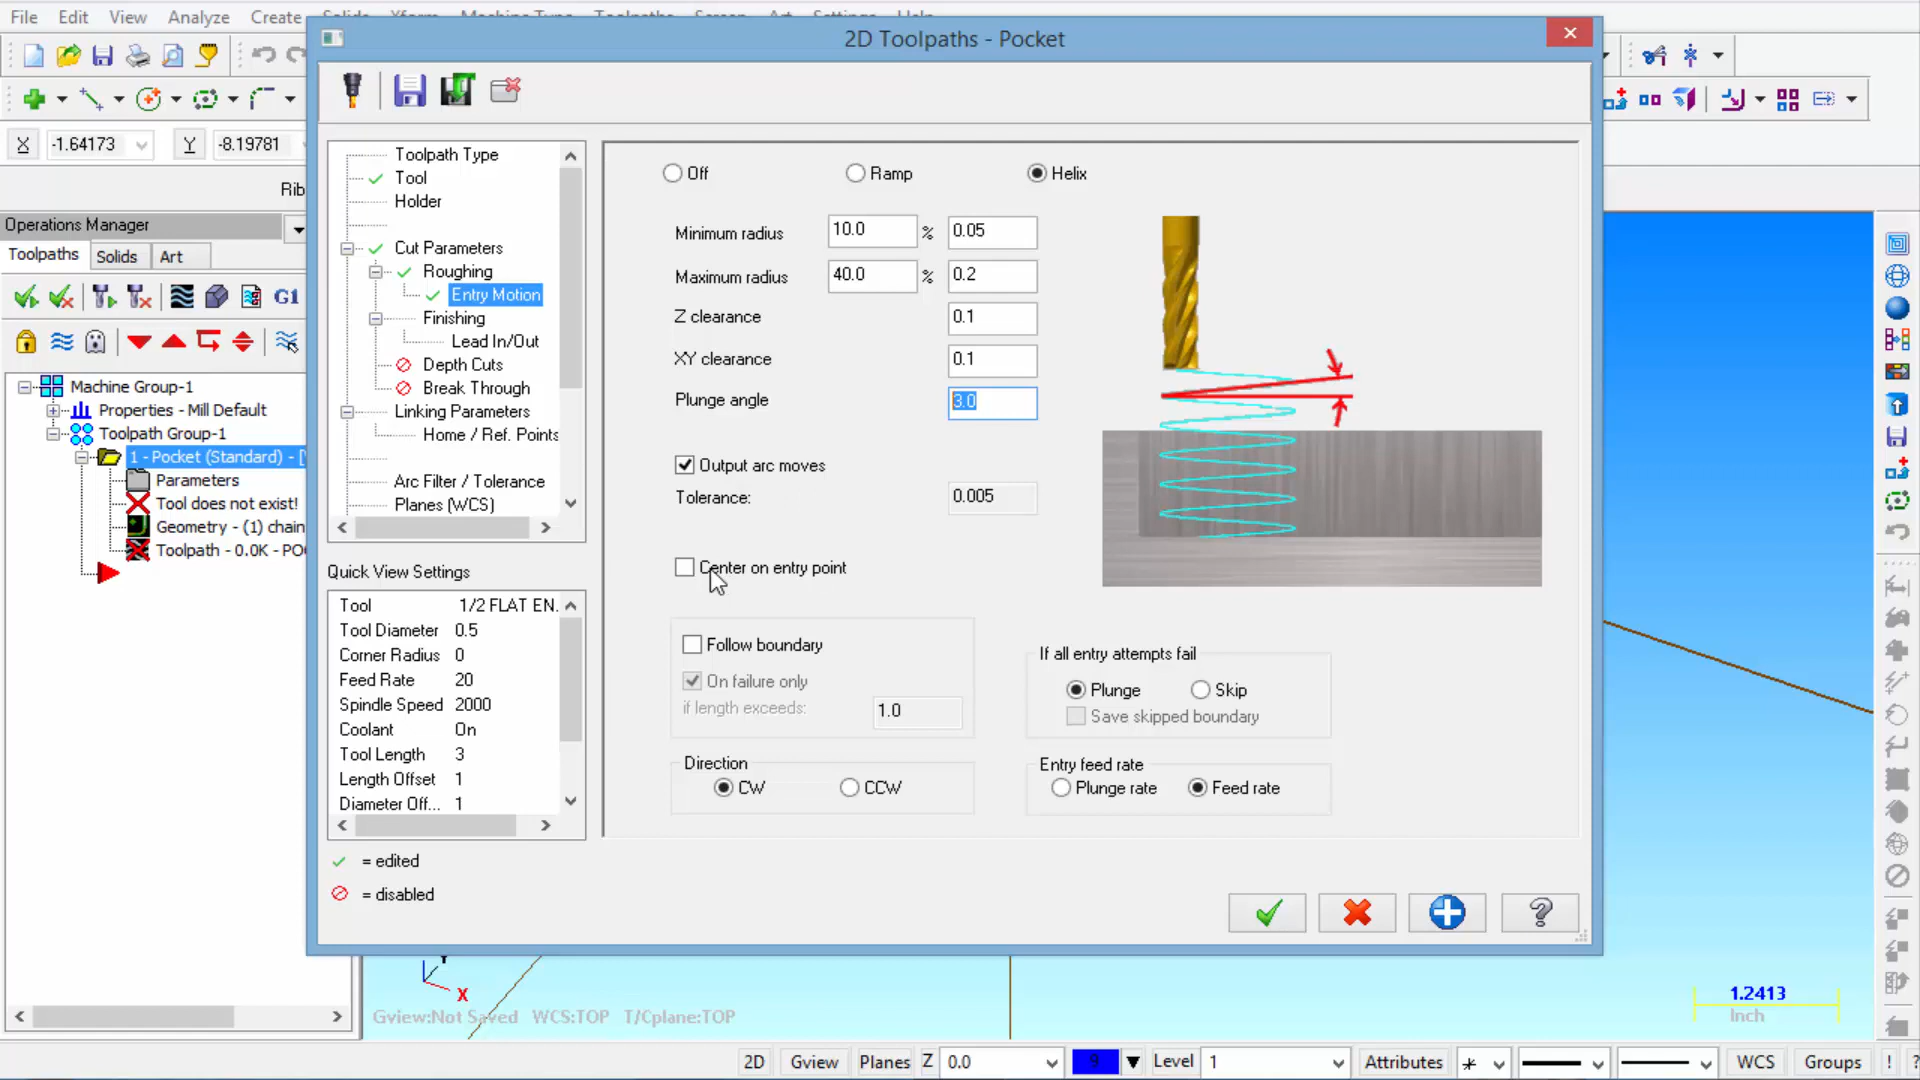 File Edit View Analyze Create Solids Xform Machine Type Toolpaths Screen Art Settings Help
2D Toolpaths - Pocket
X -1.64173 Y -8.19781
Rib
Operations Manager
Toolpaths Solids Art
G1
Machine Group-1
Properties - Mill Default
Toolpath Group-1
1 - Pocket (Standard) - [
Parameters
Tool does not exist!
Geometry - (1) chain
Toolpath - 0.0K - PO
Toolpath Type
Tool
Holder
Cut Parameters
Roughing
Entry Motion
Finishing
Lead In/Out
Depth Cuts
Break Through
Linking Parameters
Home / Ref. Points
Arc Filter / Tolerance
Planes (WCS)
Quick View Settings
Tool 1/2 FLAT EN.
Tool Diameter 0.5
Corner Radius 0
Feed Rate 20
Spindle Speed 2000
Coolant On
Tool Length 3
Length Offset 1
Diameter Off... 1
= edited
= disabled
Off Ramp Helix
Minimum radius 10.0 % 0.05
Maximum radius 40.0 % 0.2
Z clearance 0.1
XY clearance 0.1
Plunge angle 3.0
Output arc moves
Tolerance: 0.005
Center on entry point
Follow boundary
On failure only
if length exceeds: 1.0
If all entry attempts fail
Plunge Skip
Save skipped boundary
Direction
CW CCW
Entry feed rate
Plunge rate Feed rate
X
Gview:Not Saved WCS:TOP T/Cplane:TOP
1.2413
Inch
2D Gview Planes Z 0.0 9 Level 1 Attributes WCS Groups ! ?